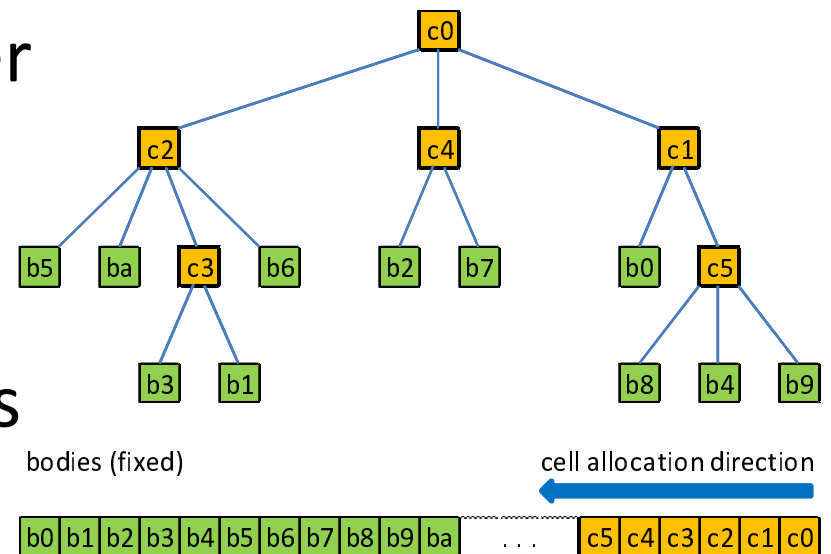 er
c0
c2 c4 c1
b5 ba c3 b6 b2 b7 b0 c5
b3 b1 b8 b4 b9
s
bodies (fixed) cell allocation direction
b0 b1 b2 b3 b4 b5 b6 b7 b8 b9 ba . . . c5 c4 c3 c2 c1 c0